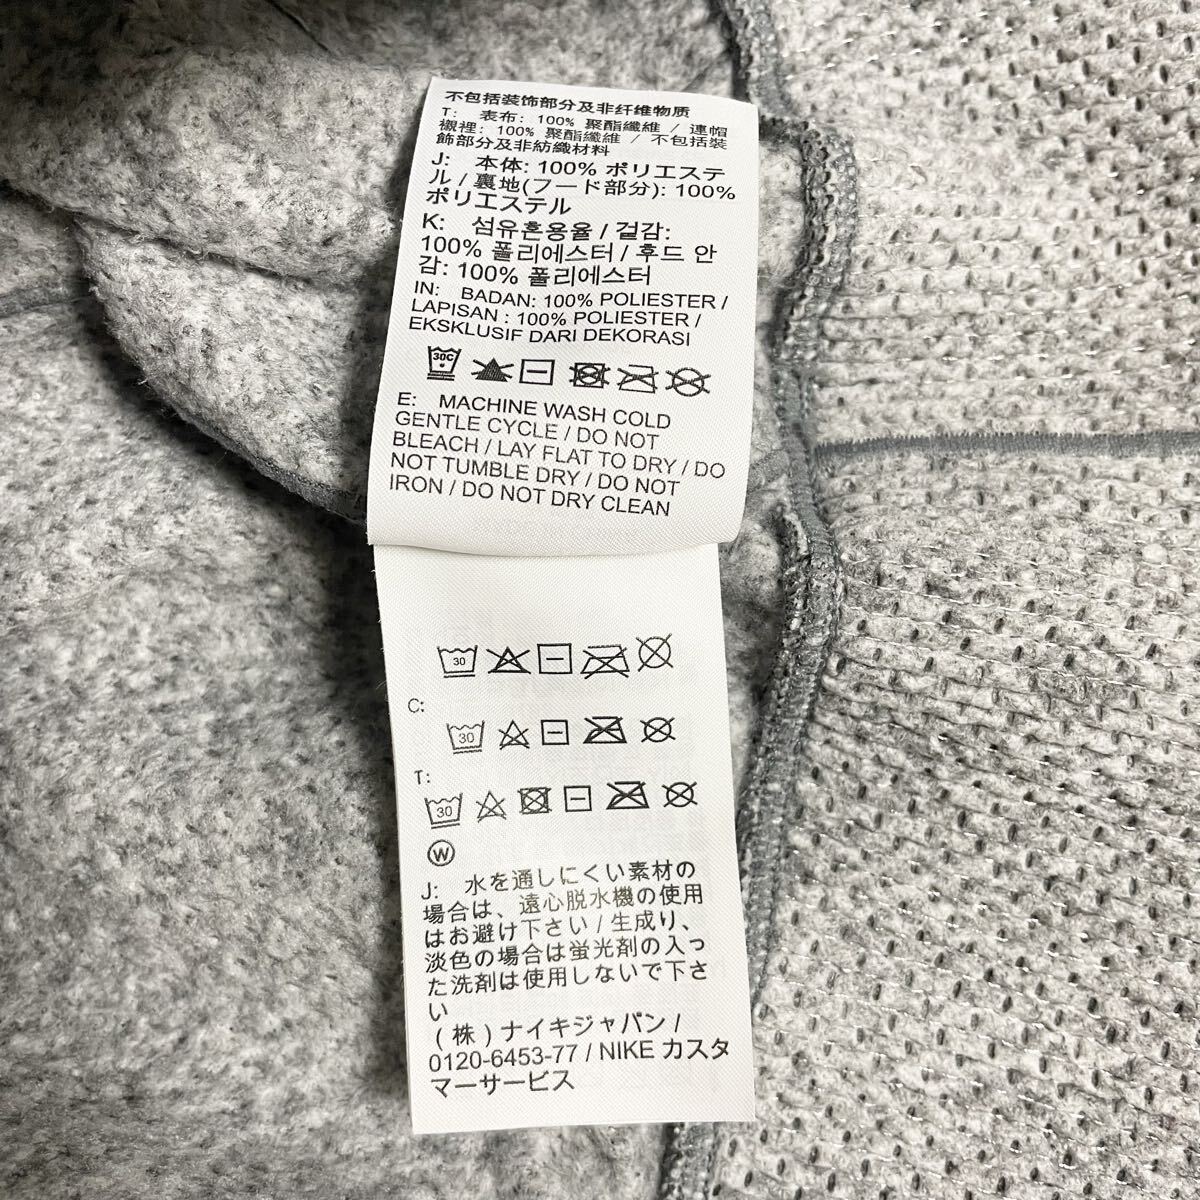 不包括装饰部分及非纤维物质
T: 表布: 100% 聚酯纖維 / 連帽
襯裡: 100% 聚酯纖維 / 不包括裝
飾部分及非紡織材料
J: 本体: 100% ポリエステ
ル / 裏地(フード部分): 100%
ポリエステル
K: 섬유혼용율 / 겉감:
100% 폴리에스터 / 후드 안
감: 100% 폴리에스터
IN: BADAN: 100% POLIESTER /
LAPISAN : 100% POLIESTER /
EKSKLUSIF DARI DEKORASI
30C
E: MACHINE WASH COLD
GENTLE CYCLE / DO NOT
BLEACH / LAY FLAT TO DRY / DO
NOT TUMBLE DRY / DO NOT
IRON / DO NOT DRY CLEAN
30
C:
30
T:
30
W
J: 水を通しにくい素材の
場合は、遠心脱水機の使用
はお避け下さい / 生成り、
淡色の場合は蛍光剤の入っ
た洗剤は使用しないで下さ
い
(株) ナイキジャパン /
0120-6453-77 / NIKE カスタ
マーサービス